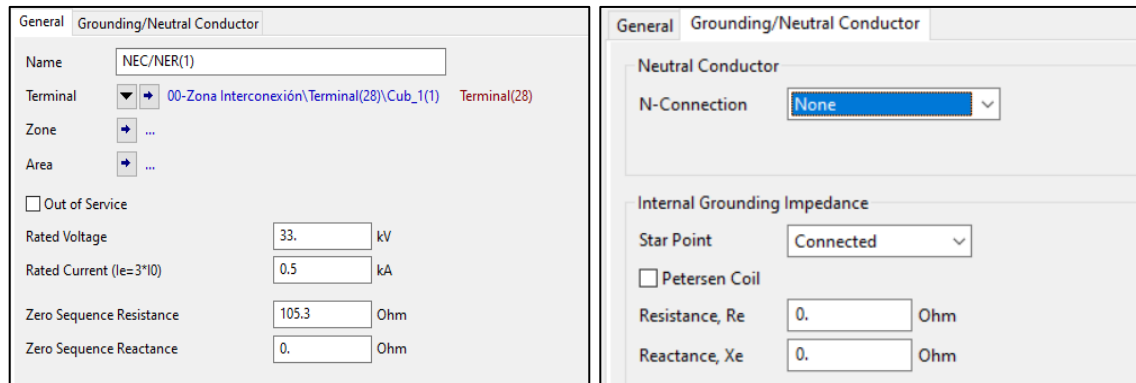 General Grounding/Neutral Conductor
Name NEC/NER(1)
Terminal 00-Zona Interconexión\Terminal(28)\Cub_1(1) Terminal(28)
Zone ...
Area ...
Out of Service
Rated Voltage 33. kV
Rated Current (Ie=3*I0) 0.5 kA
Zero Sequence Resistance 105.3 Ohm
Zero Sequence Reactance 0. Ohm
General Grounding/Neutral Conductor
Neutral Conductor
N-Connection None
Internal Grounding Impedance
Star Point Connected
Petersen Coil
Resistance, Re 0. Ohm
Reactance, Xe 0. Ohm